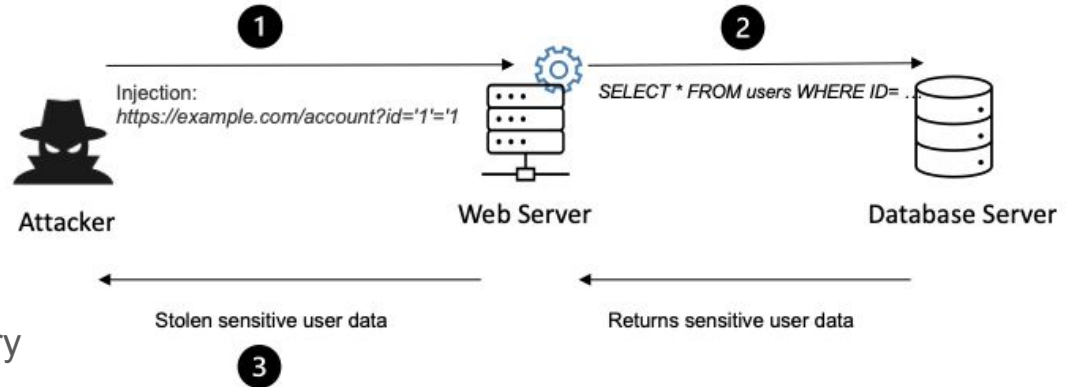 1
2
Injection:
https://example.com/account?id='1'='1
SELECT * FROM users WHERE ID= ...
Attacker
Web Server
Database Server
Stolen sensitive user data
Returns sensitive user data
3